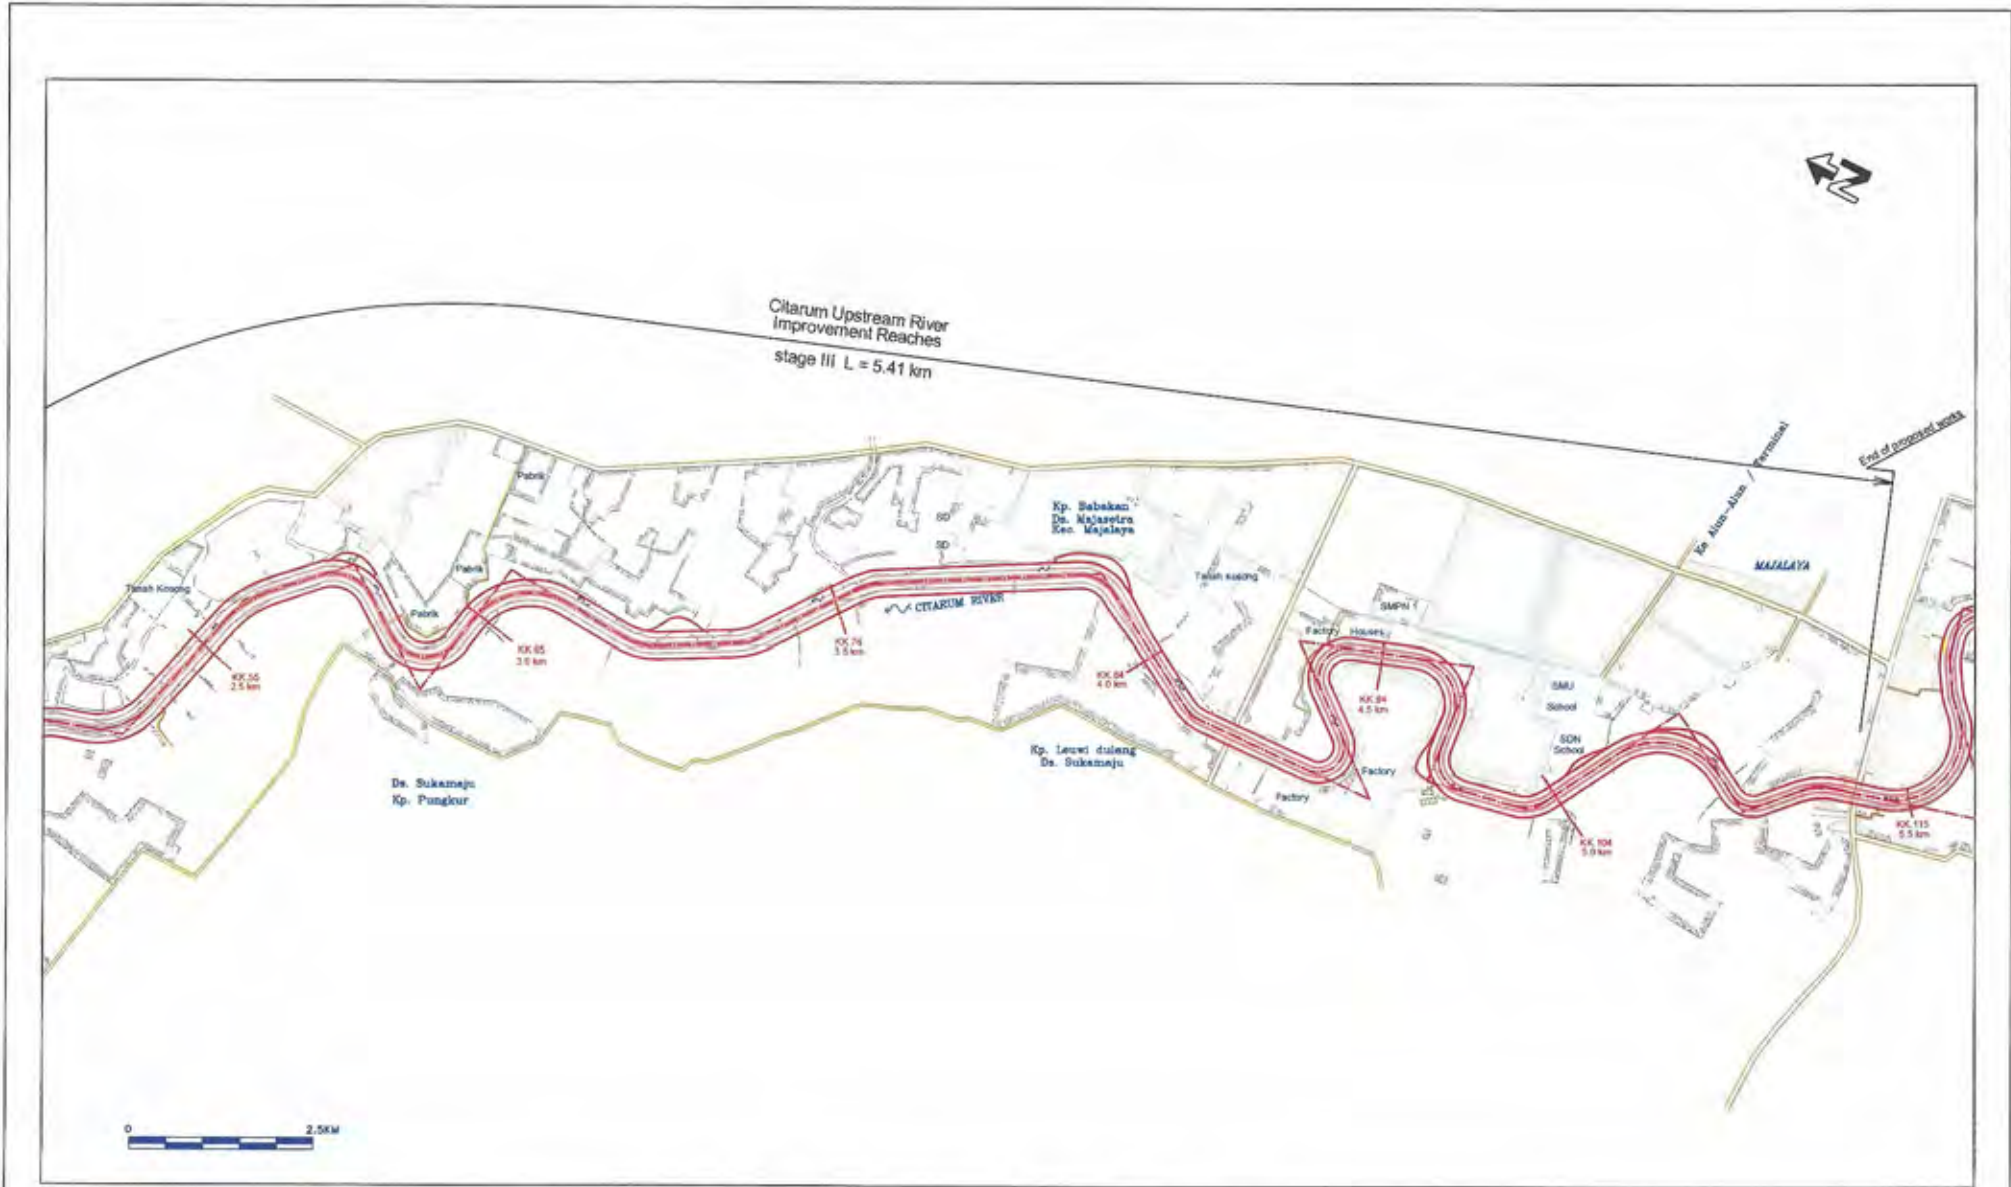 N
Citarum Upstream River
Improvement Reaches
stage III L = 5.41 km
End of proposed works
Ke Alun-Alun / Terminal
MAJALAYA
Pabrik
Pabrik
Pabrik
Tanah Kosong
SD
SD
Kp. Babakan
Ds. Majasetra
Kec. Majalaya
Tanah kosong
CITARUM RIVER
SMPN 1
Factory Houses
SMU
School
SDN
School
Factory
Factory
KK.55
2.5 km
KK.65
3.0 km
KK.74
3.5 km
KK.84
4.0 km
KK.94
4.5 km
KK.104
5.0 km
KK.115
5.5 km
Ds. Sukamaju
Kp. Pungkur
Kp. Leuwi dulang
Ds. Sukamaju
0 2.5KM